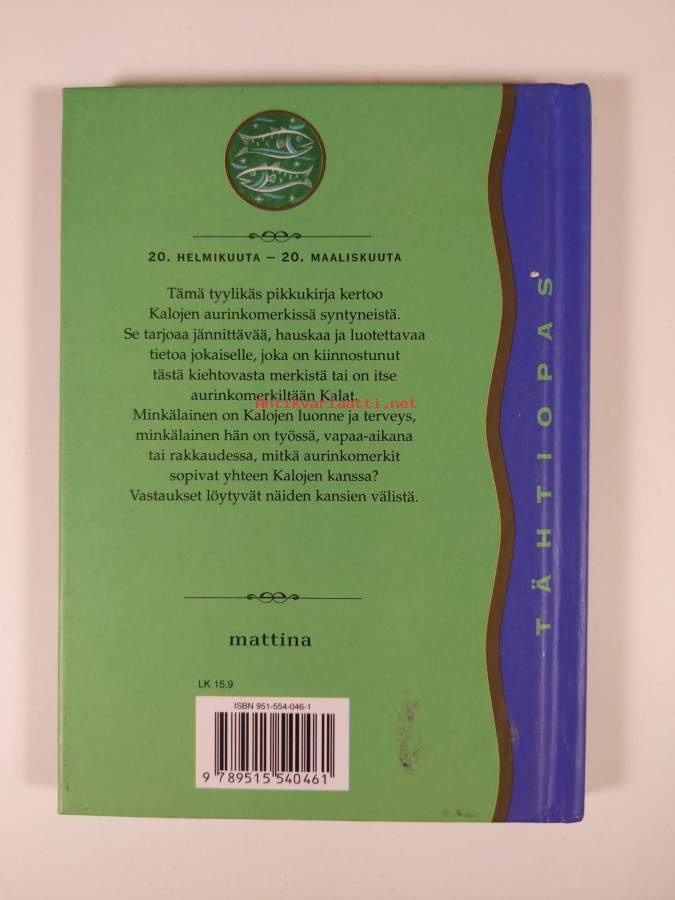 20. HELMIKUUTA – 20. MAALISKUUTA
Tämä tyylikäs pikkukirja kertoo
Kalojen aurinkomerkissä syntyneistä.
Se tarjoaa jännittävää, hauskaa ja luotettavaa
tietoa jokaiselle, joka on kiinnostunut
tästä kiehtovasta merkistä tai on itse
aurinkomerkiltään Kalat.
Antikvariaatti.net
Minkälainen on Kalojen luonne ja terveys,
minkälainen hän on työssä, vapaa-aikana
tai rakkaudessa, mitkä aurinkomerkit
sopivat yhteen Kalojen kanssa?
Vastaukset löytyvät näiden kansien välistä.
mattina
LK 15.9
ISBN 951-554-046-1
9 789515 540461
TÄHTIOPAS